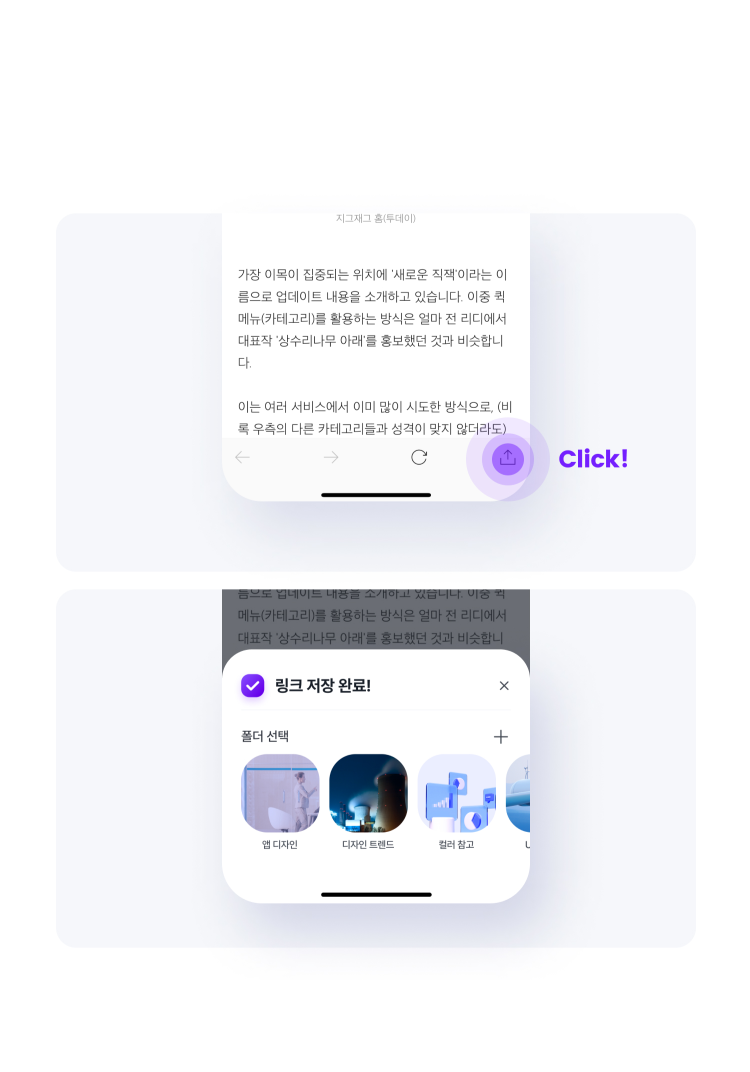 지그재그 홈(투데이)
가장 이목이 집중되는 위치에 '새로운 직잭'이라는 이
름으로 업데이트 내용을 소개하고 있습니다. 이중 퀵
메뉴(카테고리)를 활용하는 방식은 얼마 전 리디에서
대표작 '상수리나무 아래'를 홍보했던 것과 비슷합니
다.
이는 여러 서비스에서 이미 많이 시도한 방식으로, (비
록 우측의 다른 카테고리들과 성격이 맞지 않더라도)
Click!
름으로 업데이트 내용을 소개하고 있습니다. 이중 퀵
메뉴(카테고리)를 활용하는 방식은 얼마 전 리디에서
대표작 '상수리나무 아래'를 홍보했던 것과 비슷합니
링크 저장 완료!
폴더 선택
앱 디자인
디자인 트렌드
컬러 참고